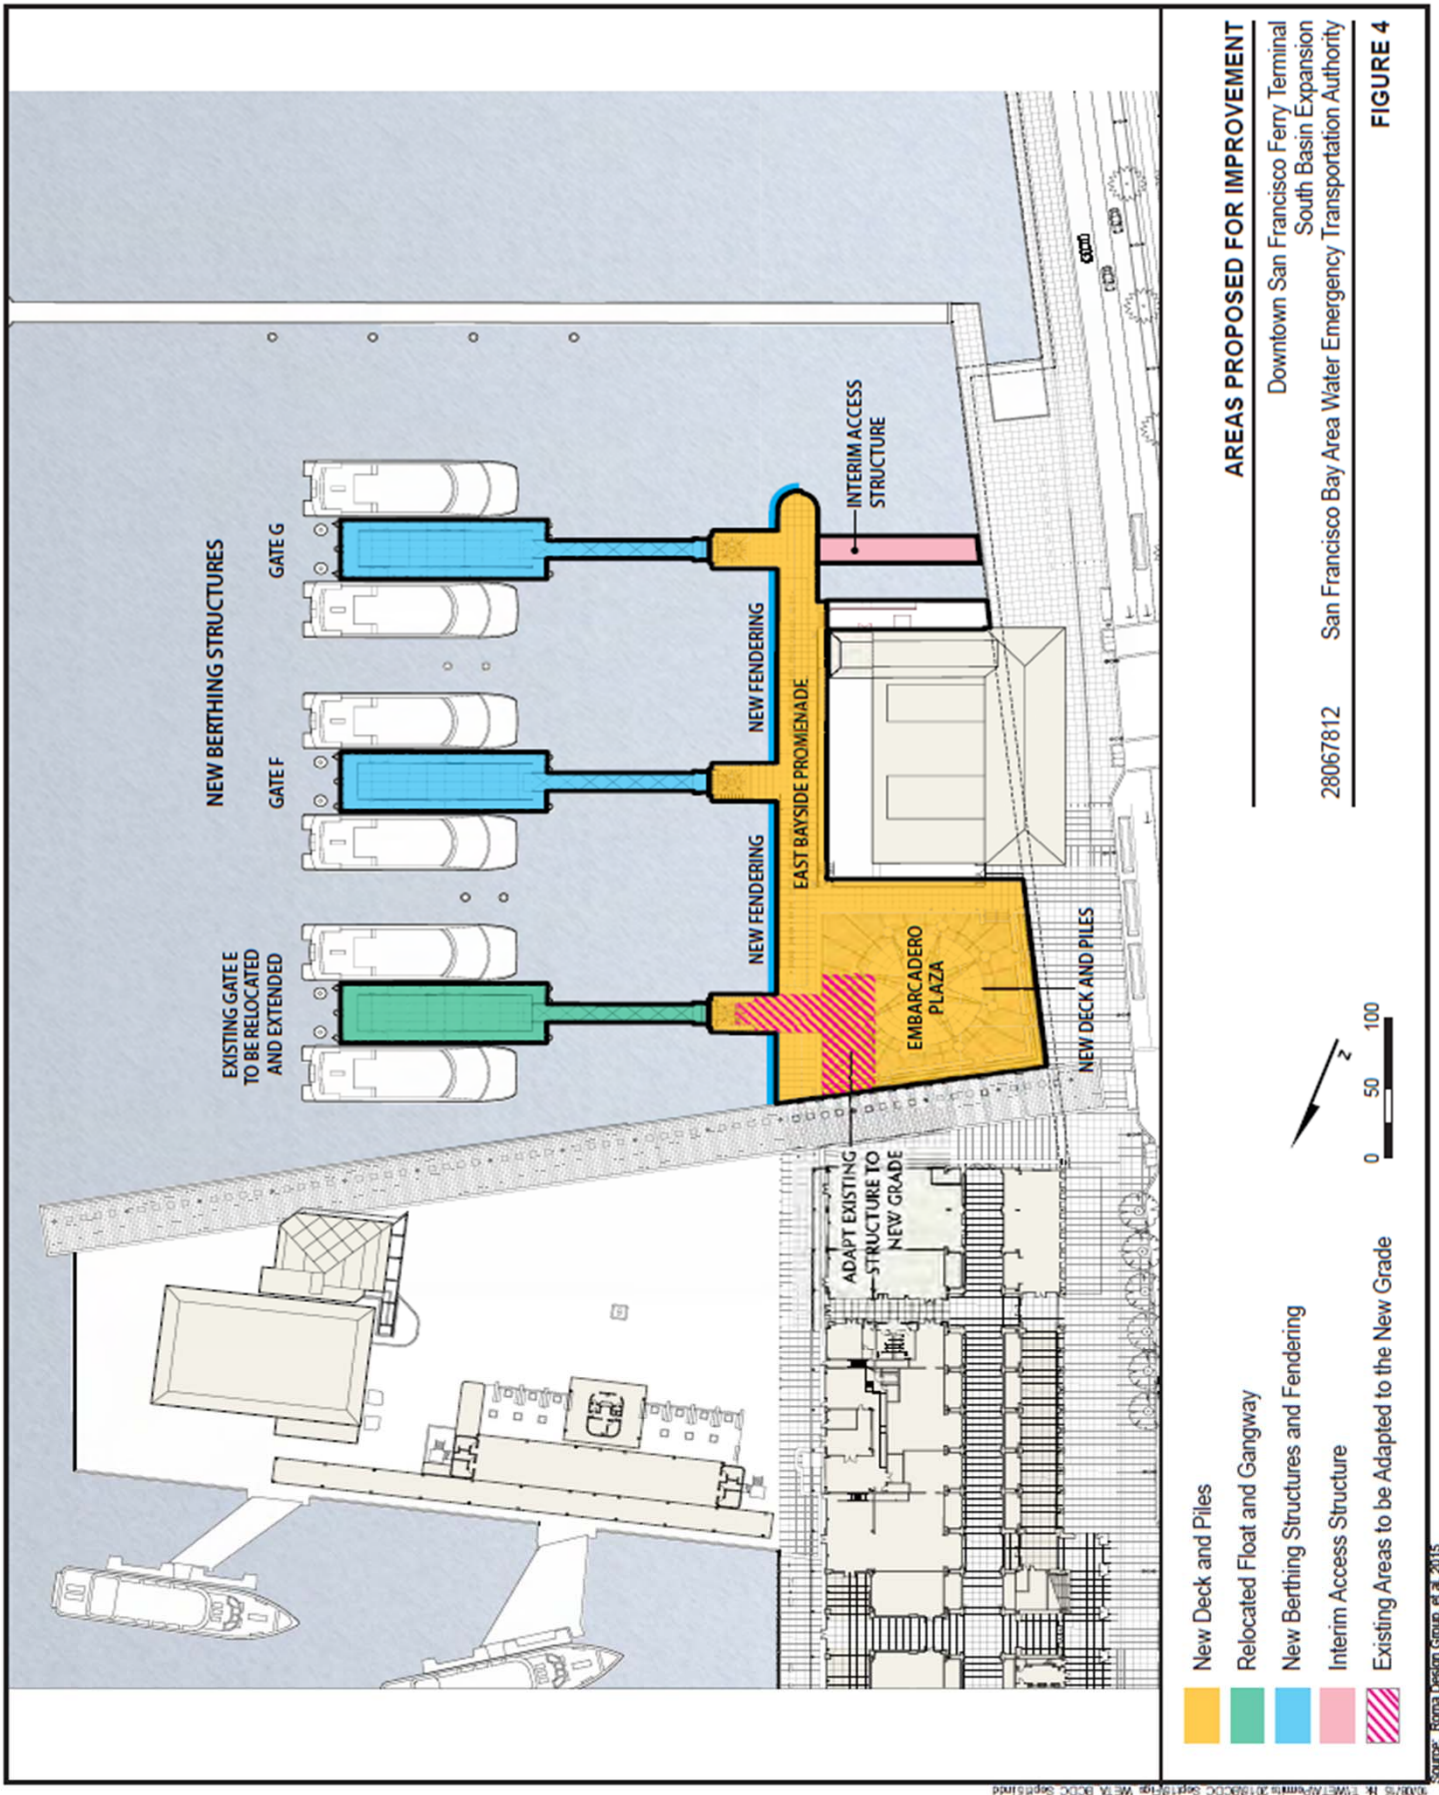 NEW BERTHING STRUCTURES
EXISTING GATE E
TO BE RELOCATED
AND EXTENDED
GATE F
GATE G
NEW FENDERING
NEW FENDERING
EAST BAYSIDE PROMENADE
INTERIM ACCESS
STRUCTURE
EMBARCADERO
PLAZA
ADAPT EXISTING
STRUCTURE TO
NEW GRADE
NEW DECK AND PILES
New Deck and Piles
Relocated Float and Gangway
New Berthing Structures and Fendering
Interim Access Structure
Existing Areas to be Adapted to the New Grade
N
0 50 100
AREAS PROPOSED FOR IMPROVEMENT
Downtown San Francisco Ferry Terminal
South Basin Expansion
28067812 San Francisco Bay Area Water Emergency Transportation Authority
FIGURE 4
Source: Roma Design Group, et al. 2015